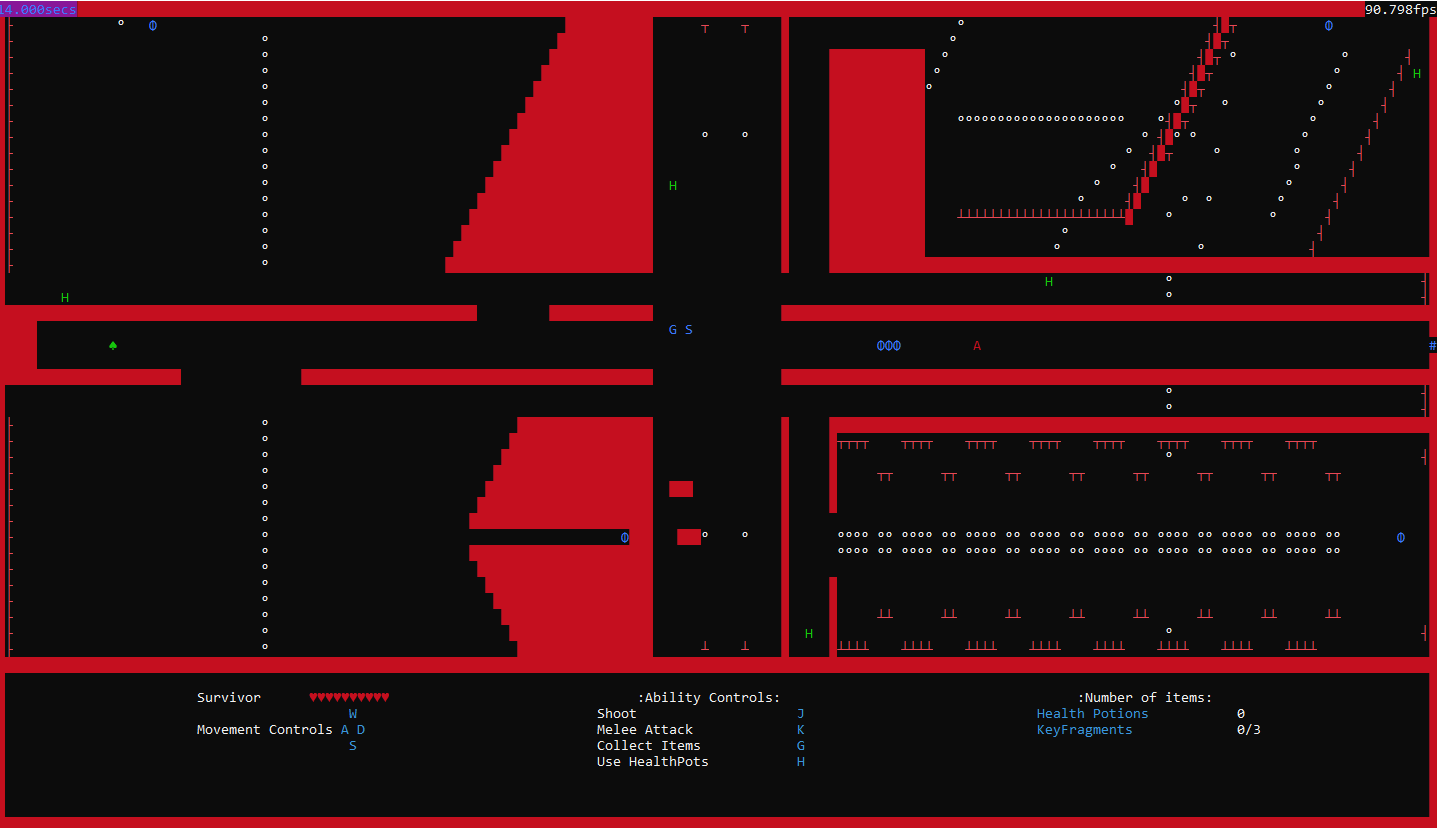 14.000secs 90.798fps
H
H
H
H
G S
A
#
H
Survivor ♥♥♥♥♥♥♥♥♥♥ :Ability Controls: :Number of items:
W Shoot J Health Potions 0
Movement Controls A D Melee Attack K KeyFragments 0/3
S Collect Items G
Use HealthPots H